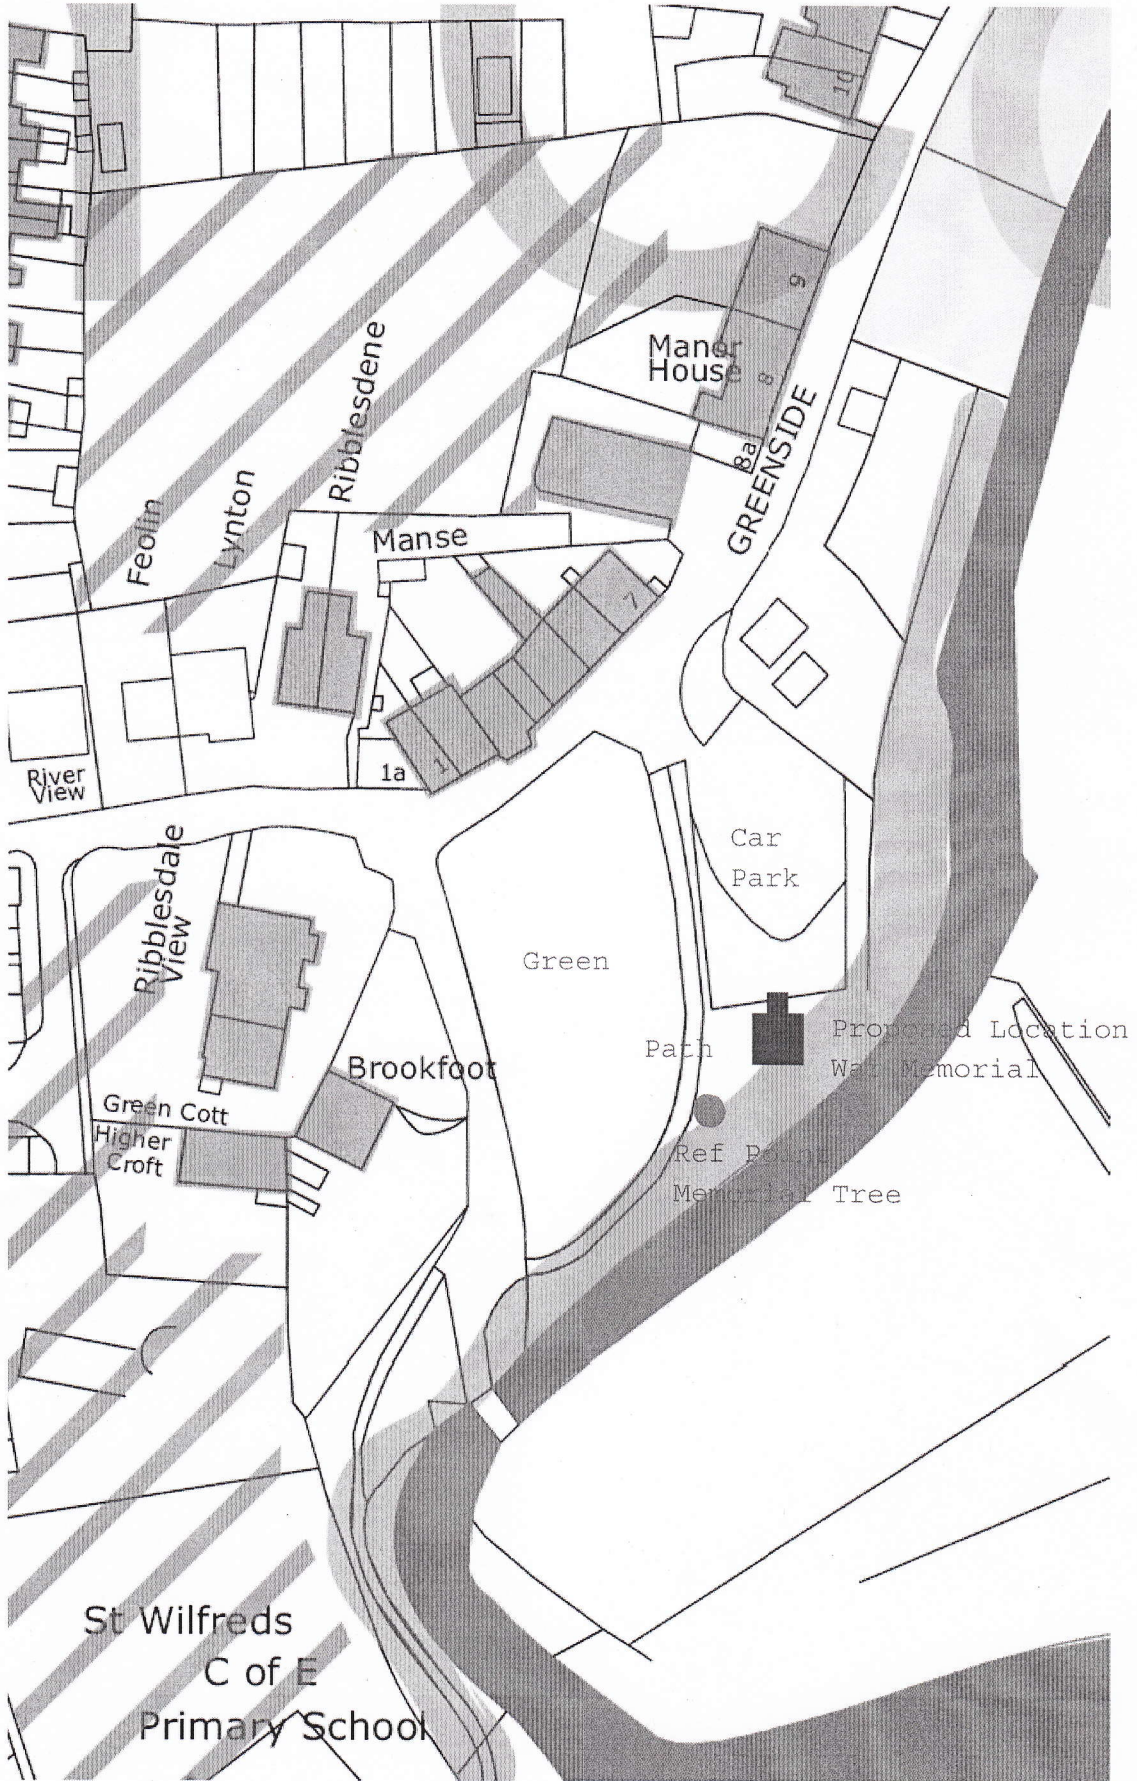 10
9
Manor
House
8
8a
GREENSIDE
Ribblesdene
Lynton
Feolin
Manse
7
1
1a
River
View
Ribblesdale
View
Car
Park
Green
Path
Proposed Location
War Memorial
Brookfoot
Green Cott
Higher
Croft
Ref Point
Memorial Tree
St Wilfreds
C of E
Primary School